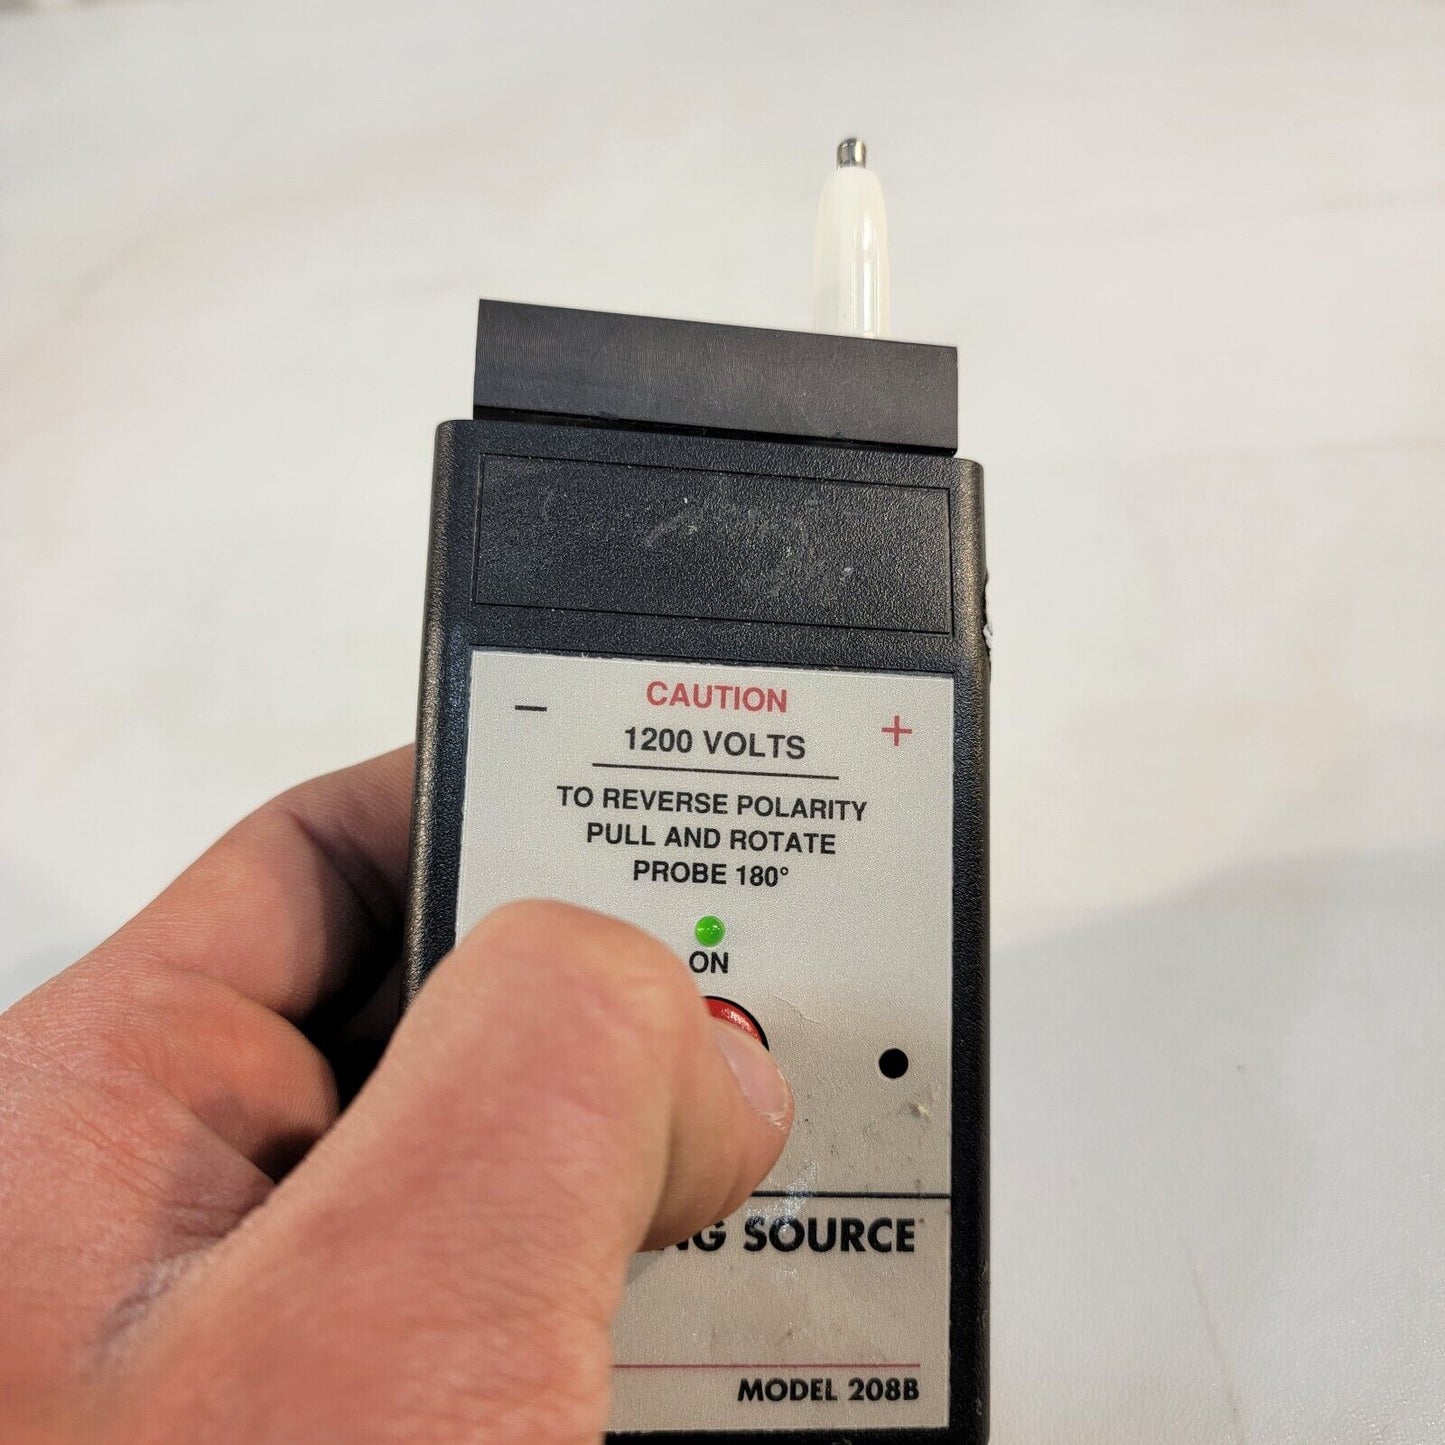 − CAUTION +
1200 VOLTS
TO REVERSE POLARITY
PULL AND ROTATE
PROBE 180°
ON
SOURCE
MODEL 208B